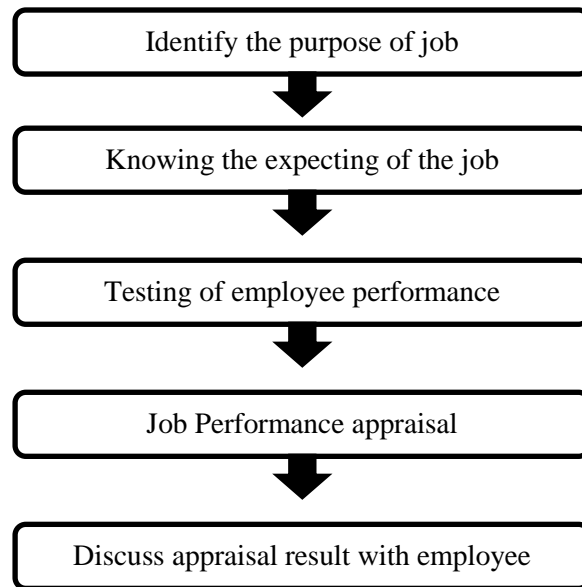 Identify the purpose of job
Knowing the expecting of the job
Testing of employee performance
Job Performance appraisal
Discuss appraisal result with employee